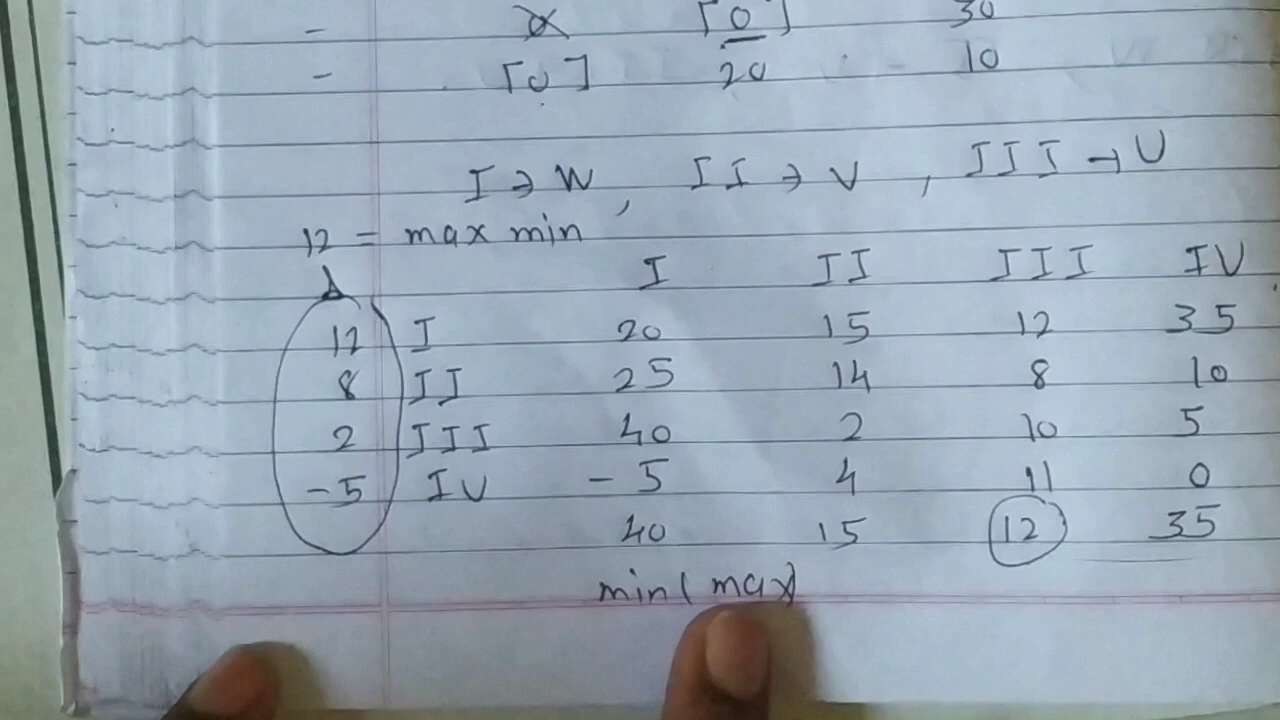 - 0 [0] 30
- [0] 20 10
I → W, II → V, III → U
12 = max min
I II III IV
12 I 20 15 12 35
8 II 25 14 8 10
2 III 40 2 10 5
-5 IV -5 4 11 0
40 15 12 35
min(max)